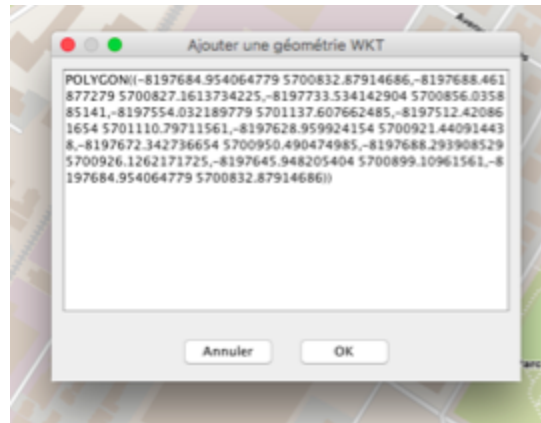 Ajouter une géométrie WKT
POLYGON((-8197684.954064779 5700832.87914686,-8197688.461
877279 5700827.1613734225,-8197733.534142904 5700856.0358
85141,-8197554.032189779 5701137.607662485,-8197512.42086
1654 5701110.79711561,-8197628.959924154 5700921.44091443
8,-8197672.342736654 5700950.490474985,-8197688.293908529
5700926.1262171725,-8197645.948205404 5700899.10961561,-8
197684.954064779 5700832.87914686))
Annuler
OK